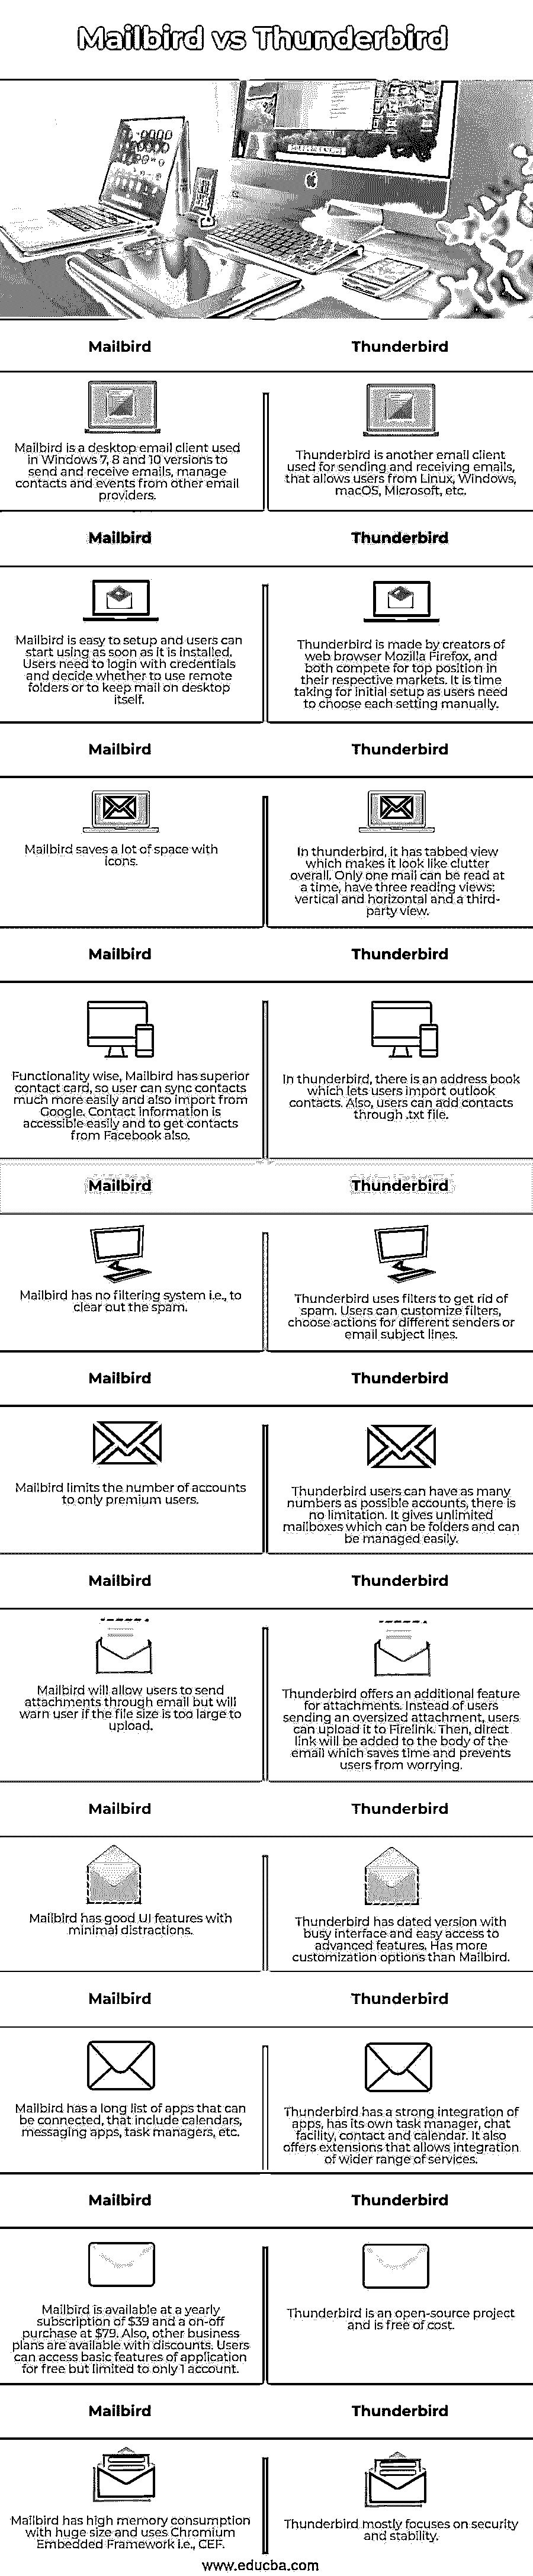 Mailbird vs Thunderbird
Mailbird
Thunderbird
Mailbird is a desktop email client used
in Windows 7, 8 and 10 versions to
send and receive emails, manage
contacts and events from other email
providers.
Thunderbird is another email client
used for sending and receiving emails,
that allows users from Linux, Windows,
macOS, Microsoft, etc.
Mailbird
Thunderbird
Mailbird is easy to setup and users can
start using as soon as it is installed.
Users need to login with credentials
and decide whether to use remote
folders or to keep mail on desktop
itself.
Thunderbird is made by creators of
web browser Mozilla Firefox, and
both compete for top position in
their respective markets. It is time
taking for initial setup as users need
to choose each setting manually.
Mailbird
Thunderbird
Mailbird saves a lot of space with
icons.
In thunderbird, it has tabbed view
which makes it look like clutter
overall. Only one mail can be read at
a time, have three reading views:
vertical and horizontal and a third-
party view.
Mailbird
Thunderbird
Functionality wise, Mailbird has superior
contact card, so user can sync contacts
much more easily and also import from
Google. Contact information is
accessible easily and to get contacts
from Facebook also.
In thunderbird, there is an address book
which lets users import outlook
contacts. Also, users can add contacts
through .txt file.
Mailbird
Thunderbird
Mailbird has no filtering system i.e., to
clear out the spam.
Thunderbird uses filters to get rid of
spam. Users can customize filters,
choose actions for different senders or
email subject lines.
Mailbird
Thunderbird
Mailbird limits the number of accounts
to only premium users.
Thunderbird users can have as many
numbers as possible accounts, there is
no limitation. It gives unlimited
mailboxes which can be folders and can
be managed easily.
Mailbird
Thunderbird
Mailbird will allow users to send
attachments through email but will
warn user if the file size is too large to
upload.
Thunderbird offers an additional feature
for attachments. Instead of users
sending an oversized attachment, users
can upload it to Firelink. Then, direct
link will be added to the body of the
email which saves time and prevents
users from worrying.
Mailbird
Thunderbird
Mailbird has good UI features with
minimal distractions.
Thunderbird has dated version with
busy interface and easy access to
advanced features. Has more
customization options than Mailbird.
Mailbird
Thunderbird
Mailbird has a long list of apps that can
be connected, that include calendars,
messaging apps, task managers, etc.
Thunderbird has a strong integration of
apps, has its own task manager, chat
facility, contact and calendar. It also
offers extensions that allows integration
of wider range of services.
Mailbird
Thunderbird
Mailbird is available at a yearly
subscription of $39 and a on-off
purchase at $79. Also, other business
plans are available with discounts. Users
can access basic features of application
for free but limited to only 1 account.
Thunderbird is an open-source project
and is free of cost.
Mailbird
Thunderbird
Mailbird has high memory consumption
with huge size and uses Chromium
Embedded Framework i.e., CEF.
Thunderbird mostly focuses on security
and stability.
www.educba.com